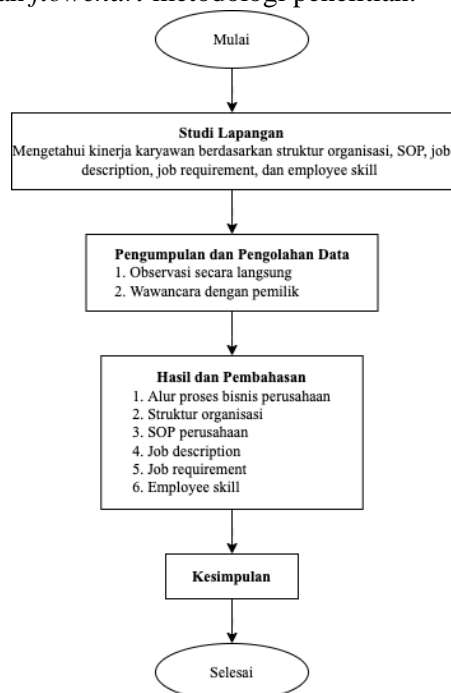 flowchart metodologi penelitian.
Mulai
Studi Lapangan
Mengetahui kinerja karyawan berdasarkan struktur organisasi, SOP, job
description, job requirement, dan employee skill
Pengumpulan dan Pengolahan Data
1. Observasi secara langsung
2. Wawancara dengan pemilik
Hasil dan Pembahasan
1. Alur proses bisnis perusahaan
2. Struktur organisasi
3. SOP perusahaan
4. Job description
5. Job requirement
6. Employee skill
Kesimpulan
Selesai